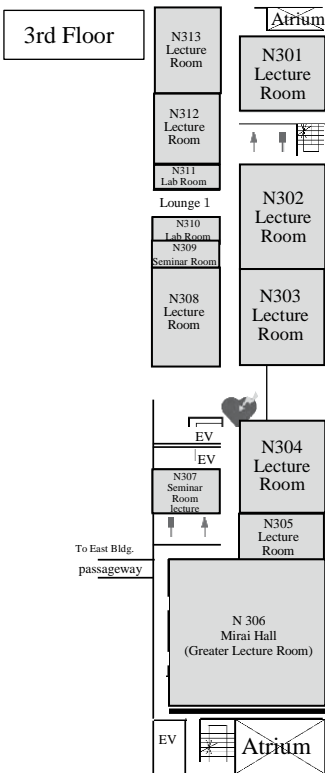 3rd Floor
N313
Lecture
Room
Atrium
N301
Lecture
Room
N312
Lecture
Room
N311
Lab Room
N302
Lecture
Room
Lounge 1
N310
Lab Room
N309
Seminar Room
N308
Lecture
Room
N303
Lecture
Room
EV
EV
N304
Lecture
Room
N307
Seminar
Room
lecture
N305
Lecture
Room
To East Bldg.
passageway
N 306
Mirai Hall
(Greater Lecture Room)
EV
Atrium